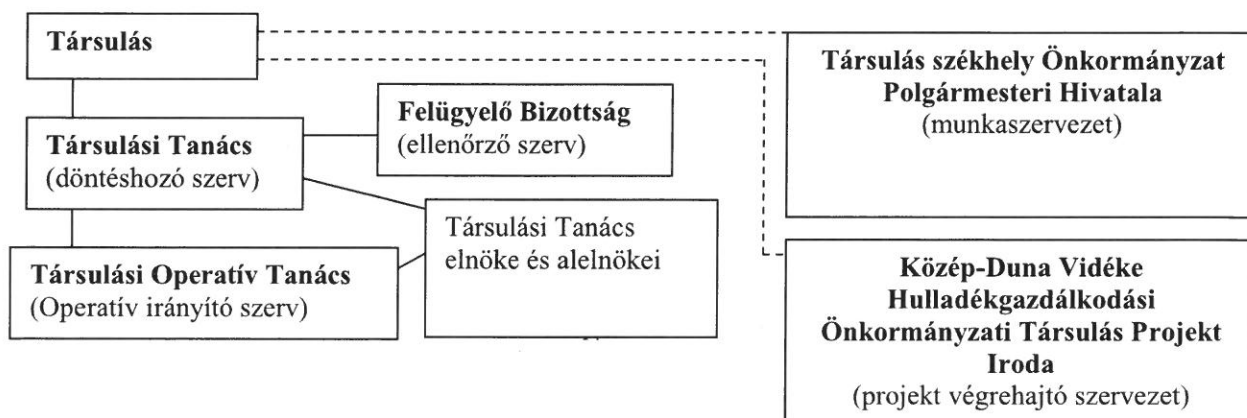 Társulás
Társulási Tanács
(döntéshozó szerv)
Társulási Operatív Tanács
(Operatív irányító szerv)
Felügyelő Bizottság
(ellenőrző szerv)
Társulási Tanács
elnöke és alelnökei
Társulás székhely Önkormányzat
Polgármesteri Hivatala
(munkaszervezet)
Közép-Duna Vidéke
Hulladékgazdálkodási
Önkormányzati Társulás Projekt
Iroda
(projekt végrehajtó szervezet)